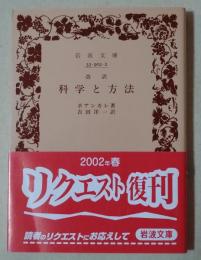 岩波文庫
33-902-2
改訳
科学と方法
ポアンカレ著
吉田洋一訳
2002年春
リクエスト復刊
読者のリクエストにお応えして
岩波文庫